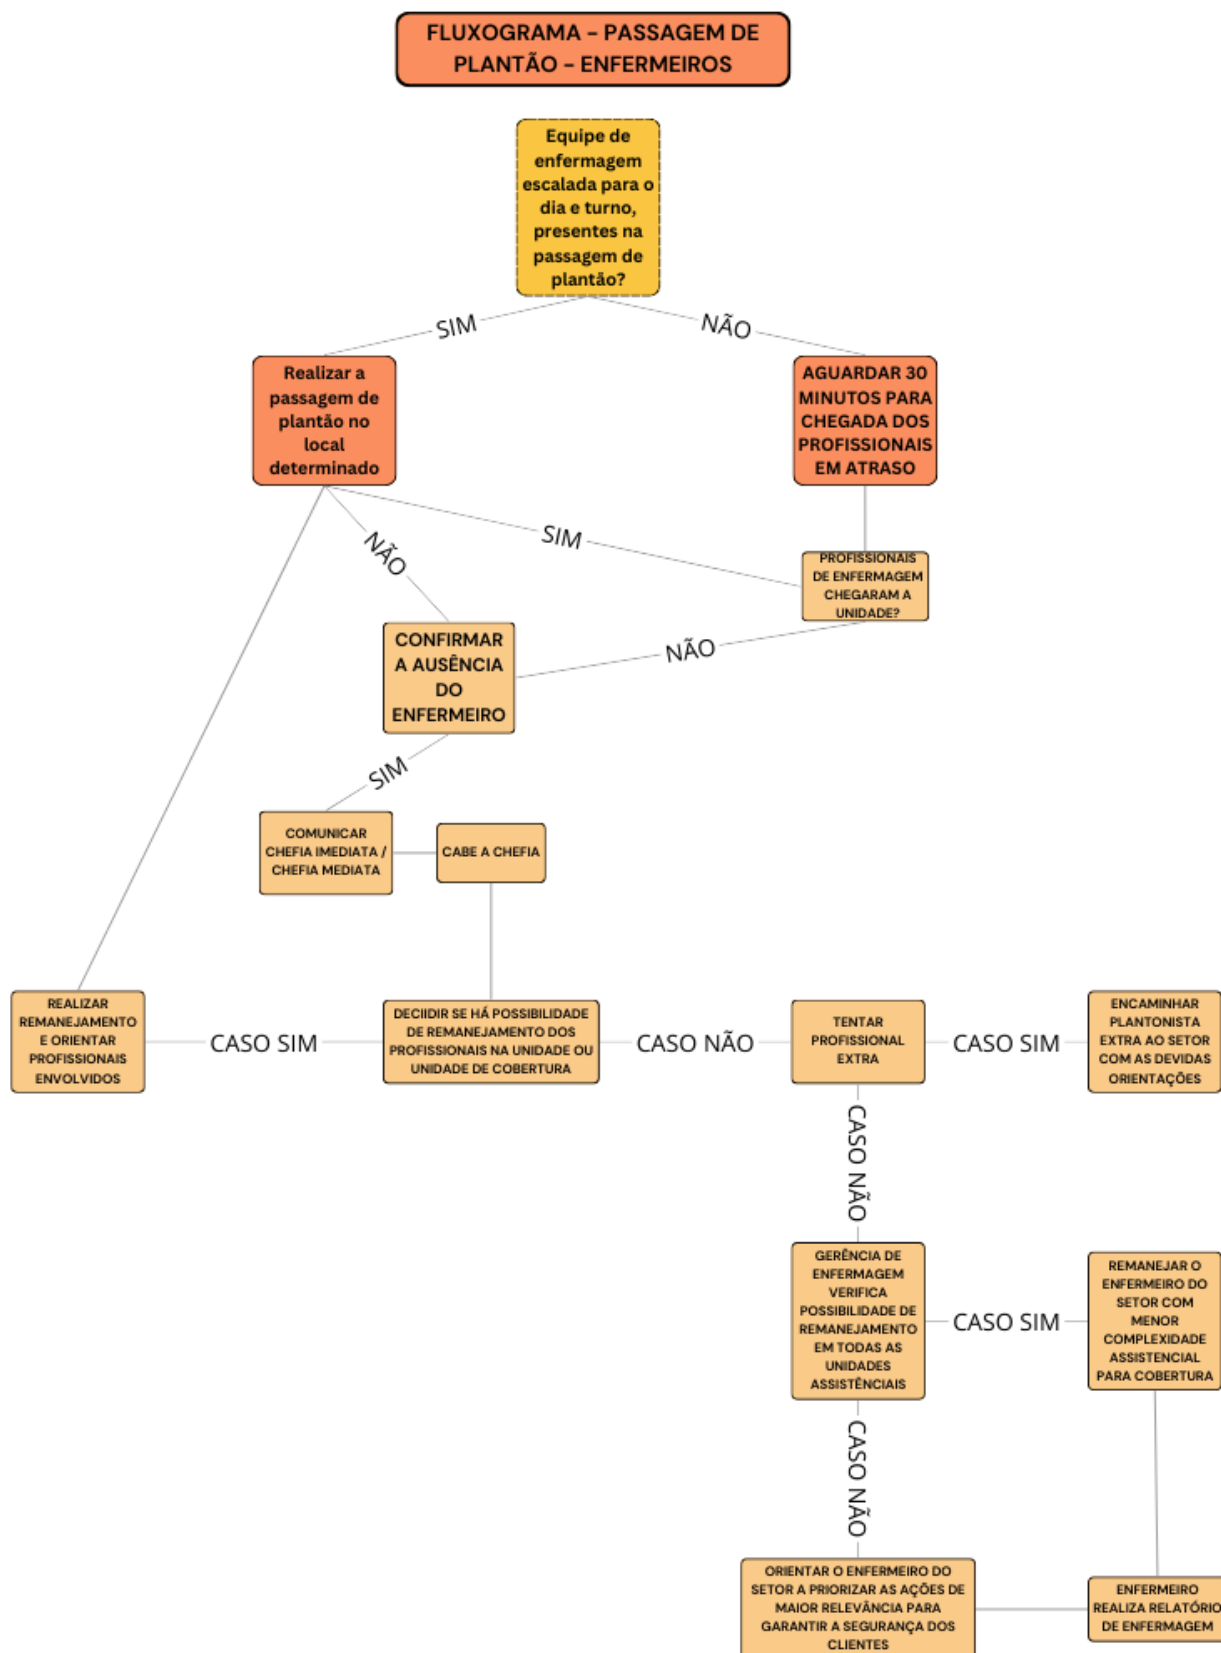 FLUXOGRAMA - PASSAGEM DE
PLANTÃO - ENFERMEIROS
Equipe de
enfermagem
escalada para o
dia e turno,
presentes na
passagem de
plantão?
SIM
NÃO
Realizar a
passagem de
plantão no
local
determinado
AGUARDAR 30
MINUTOS PARA
CHEGADA DOS
PROFISSIONAIS
EM ATRASO
NÃO
SIM
PROFISSIONAIS
DE ENFERMAGEM
CHEGARAM A
UNIDADE?
CONFIRMAR
A AUSÊNCIA
DO
ENFERMEIRO
NÃO
SIM
COMUNICAR
CHEFIA IMEDIATA /
CHEFIA MEDIATA
CABE A CHEFIA
REALIZAR
REMANEJAMENTO
E ORIENTAR
PROFISSIONAIS
ENVOLVIDOS
CASO SIM
DECIIDIR SE HÁ POSSIBILIDADE
DE REMANEJAMENTO DOS
PROFISSIONAIS NA UNIDADE OU
UNIDADE DE COBERTURA
CASO NÃO
TENTAR
PROFISSIONAL
EXTRA
CASO SIM
ENCAMINHAR
PLANTONISTA
EXTRA AO SETOR
COM AS DEVIDAS
ORIENTAÇÕES
CASO NÃO
GERÊNCIA DE
ENFERMAGEM
VERIFICA
POSSIBILIDADE DE
REMANEJAMENTO
EM TODAS AS
UNIDADES
ASSISTÊNCIAIS
CASO SIM
REMANEJAR O
ENFERMEIRO DO
SETOR COM
MENOR
COMPLEXIDADE
ASSISTENCIAL
PARA COBERTURA
CASO NÃO
ORIENTAR O ENFERMEIRO DO
SETOR A PRIORIZAR AS AÇÕES DE
MAIOR RELEVÂNCIA PARA
GARANTIR A SEGURANÇA DOS
CLIENTES
ENFERMEIRO
REALIZA RELATÓRIO
DE ENFERMAGEM